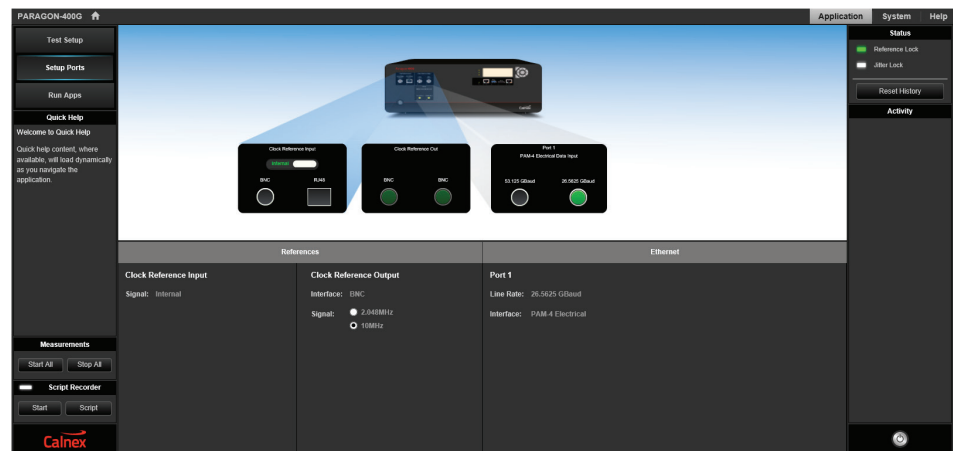 PARAGON-400G
Application System Help
Test Setup
Setup Ports
Run Apps
Quick Help
Welcome to Quick Help
Quick help content, where
available, will load dynamically
as you navigate the
application.
Measurements
Start All Stop All
Script Recorder
Start Script
Calnex
Clock Reference Input
Internal
BNC RJ48
Clock Reference Out
BNC BNC
Port 1
PAM-4 Electrical Data Input
53.125 GBaud 26.5625 GBaud
References
Ethernet
Clock Reference Input
Signal: Internal
Clock Reference Output
Interface: BNC
Signal: 2.048MHz
10MHz
Port 1
Line Rate: 26.5625 GBaud
Interface: PAM-4 Electrical
Status
Reference Lock
Jitter Lock
Reset History
Activity